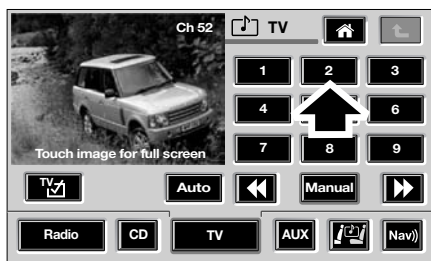 Ch 52
TV
1 2 3
4 6
7 8 9
Touch image for full screen
TV
Auto
Manual
Radio
CD
TV
AUX
Nav))